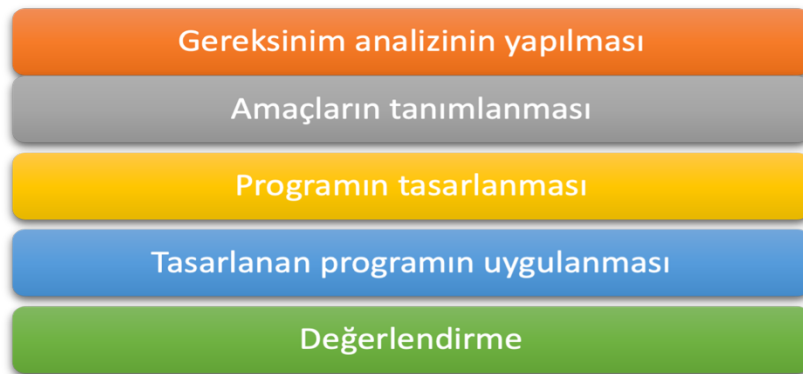 Gereksinim analizinin yapılması
Amaçların tanımlanması
Programın tasarlanması
Tasarlanan programın uygulanması
Değerlendirme